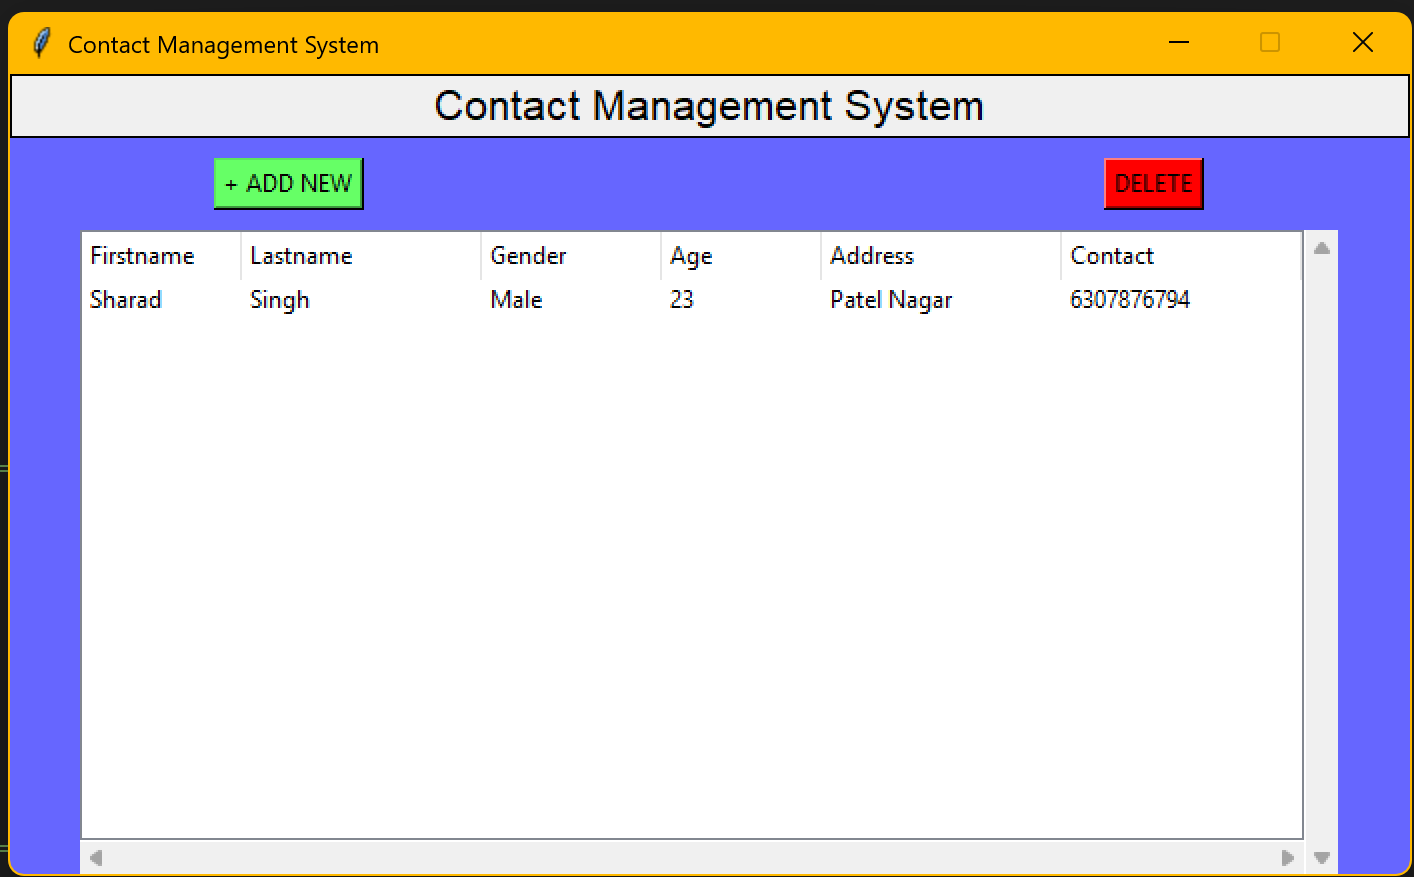 Contact Management System
Contact Management System
+ ADD NEW DELETE
Firstname Lastname Gender Age Address Contact
Sharad Singh Male 23 Patel Nagar 6307876794